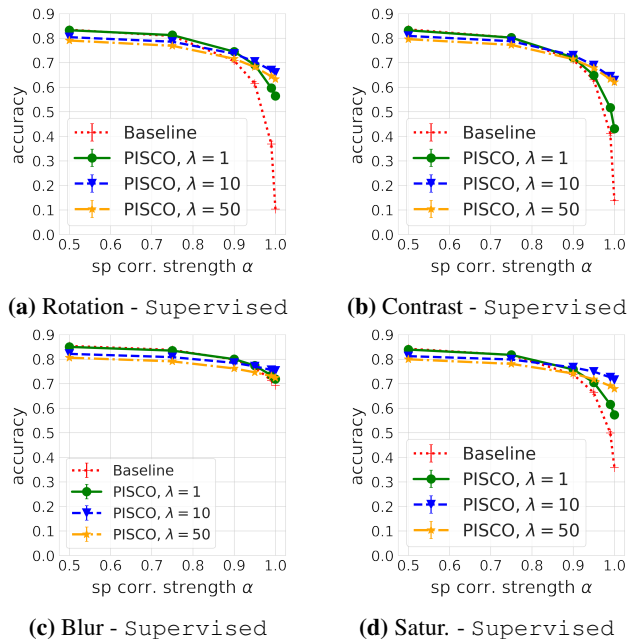 0.9
0.8
0.7
0.6
0.5
0.4
0.3
0.2
0.1
0.0
accuracy
Baseline
PISCO, λ = 1
PISCO, λ = 10
PISCO, λ = 50
0.5 0.6 0.7 0.8 0.9 1.0
sp corr. strength α
(a) Rotation - Supervised
0.9
0.8
0.7
0.6
0.5
0.4
0.3
0.2
0.1
0.0
accuracy
Baseline
PISCO, λ = 1
PISCO, λ = 10
PISCO, λ = 50
0.5 0.6 0.7 0.8 0.9 1.0
sp corr. strength α
(b) Contrast - Supervised
0.9
0.8
0.7
0.6
0.5
0.4
0.3
0.2
0.1
0.0
accuracy
Baseline
PISCO, λ = 1
PISCO, λ = 10
PISCO, λ = 50
0.5 0.6 0.7 0.8 0.9 1.0
sp corr. strength α
(c) Blur - Supervised
0.9
0.8
0.7
0.6
0.5
0.4
0.3
0.2
0.1
0.0
accuracy
Baseline
PISCO, λ = 1
PISCO, λ = 10
PISCO, λ = 50
0.5 0.6 0.7 0.8 0.9 1.0
sp corr. strength α
(d) Satur. - Supervised